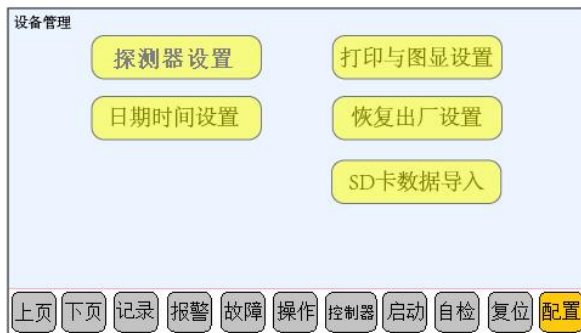 设备管理
探测器设置 打印与图显设置
日期时间设置 恢复出厂设置
SD卡数据导入
上页 下页 记录 报警 故障 操作 控制器 启动 自检 复位 配置